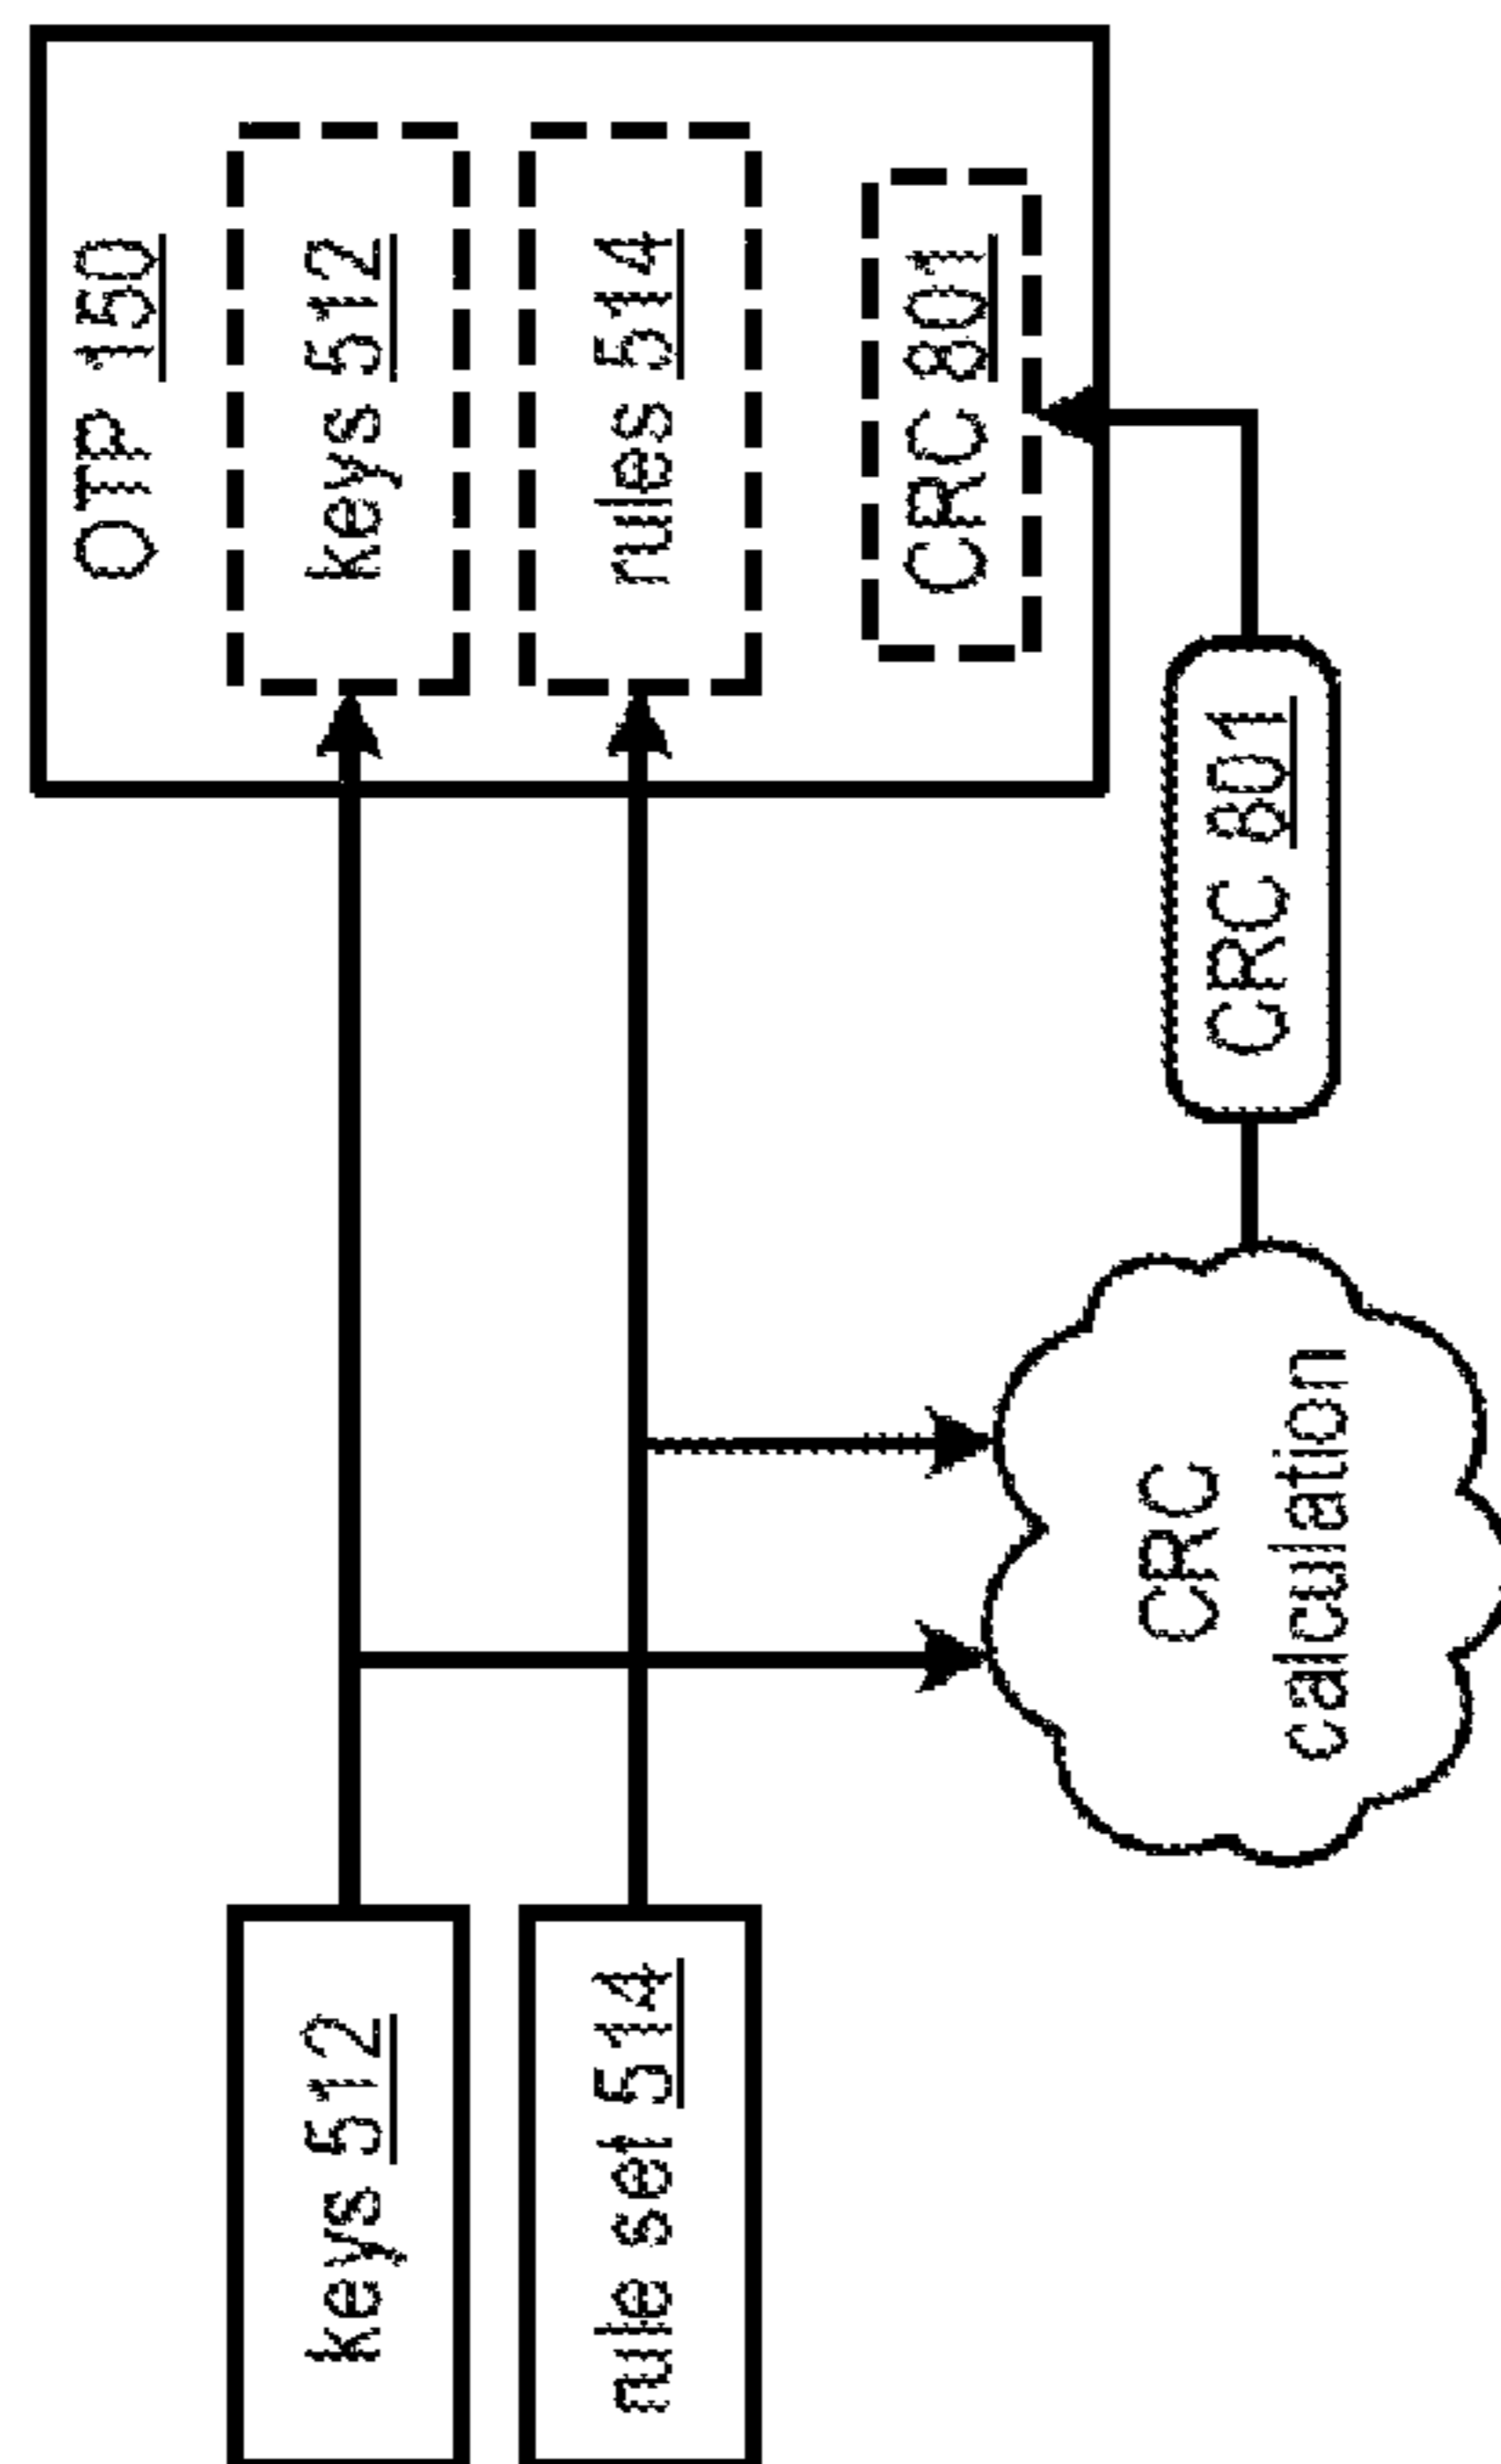 keys 512
rule set 514
CRC
calculation
CRC 801
OTP 150
keys 512
rules 514
CRC 801